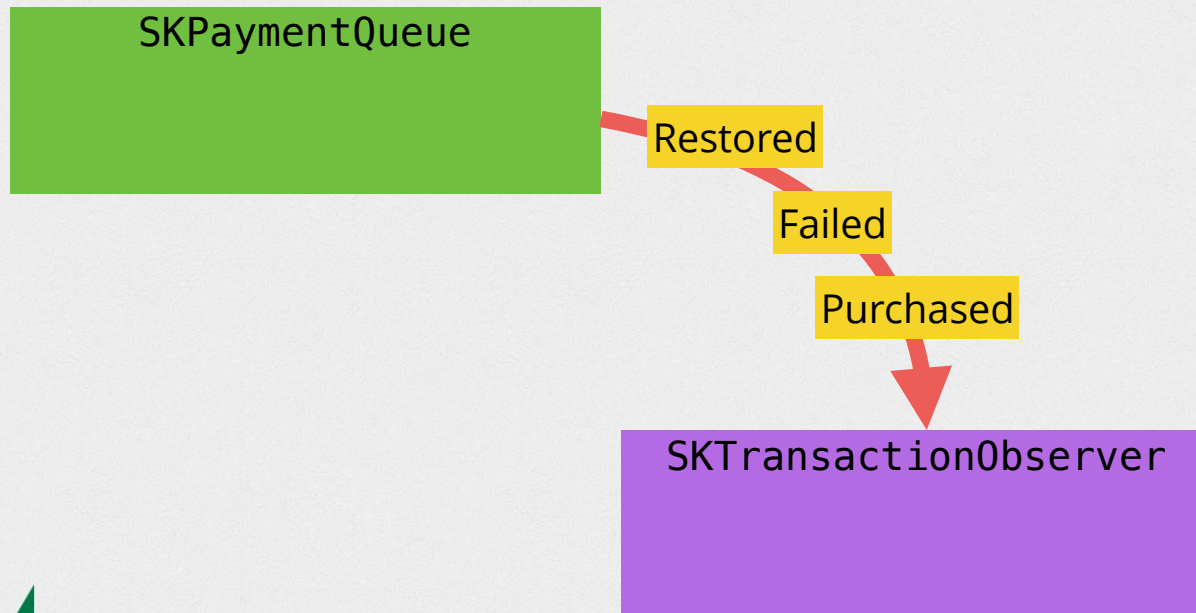 SKPaymentQueue
Restored
Failed
Purchased
SKTransactionObserver